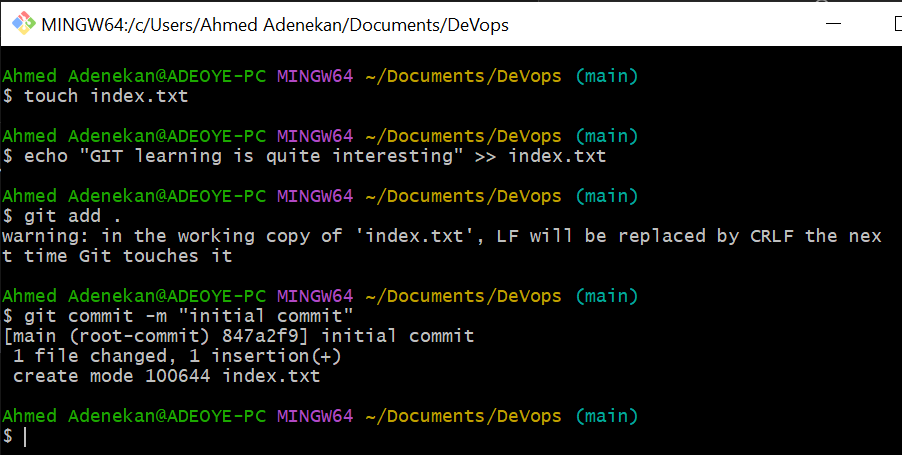 MINGW64:/c/Users/Ahmed Adenekan/Documents/DeVops
Ahmed Adenekan@ADEOYE-PC MINGW64 ~/Documents/DeVops (main)
$ touch index.txt
Ahmed Adenekan@ADEOYE-PC MINGW64 ~/Documents/DeVops (main)
$ echo "GIT learning is quite interesting" >> index.txt
Ahmed Adenekan@ADEOYE-PC MINGW64 ~/Documents/DeVops (main)
$ git add .
warning: in the working copy of 'index.txt', LF will be replaced by CRLF the nex
t time Git touches it
Ahmed Adenekan@ADEOYE-PC MINGW64 ~/Documents/DeVops (main)
$ git commit -m "initial commit"
[main (root-commit) 847a2f9] initial commit
 1 file changed, 1 insertion(+)
 create mode 100644 index.txt
Ahmed Adenekan@ADEOYE-PC MINGW64 ~/Documents/DeVops (main)
$